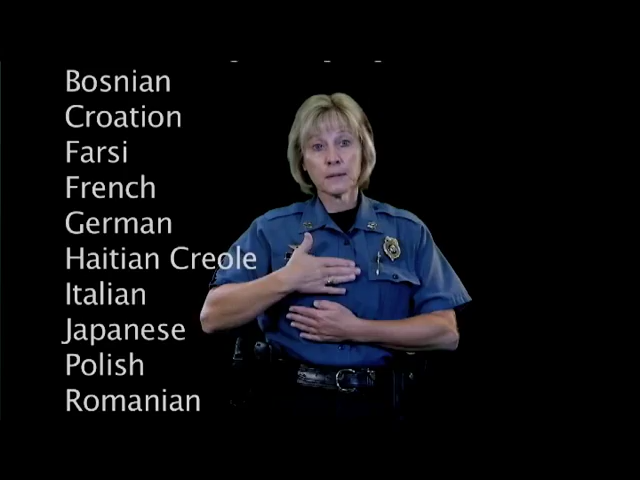 Bosnian
Croation
Farsi
French
German
Haitian Creole
Italian
Japanese
Polish
Romanian